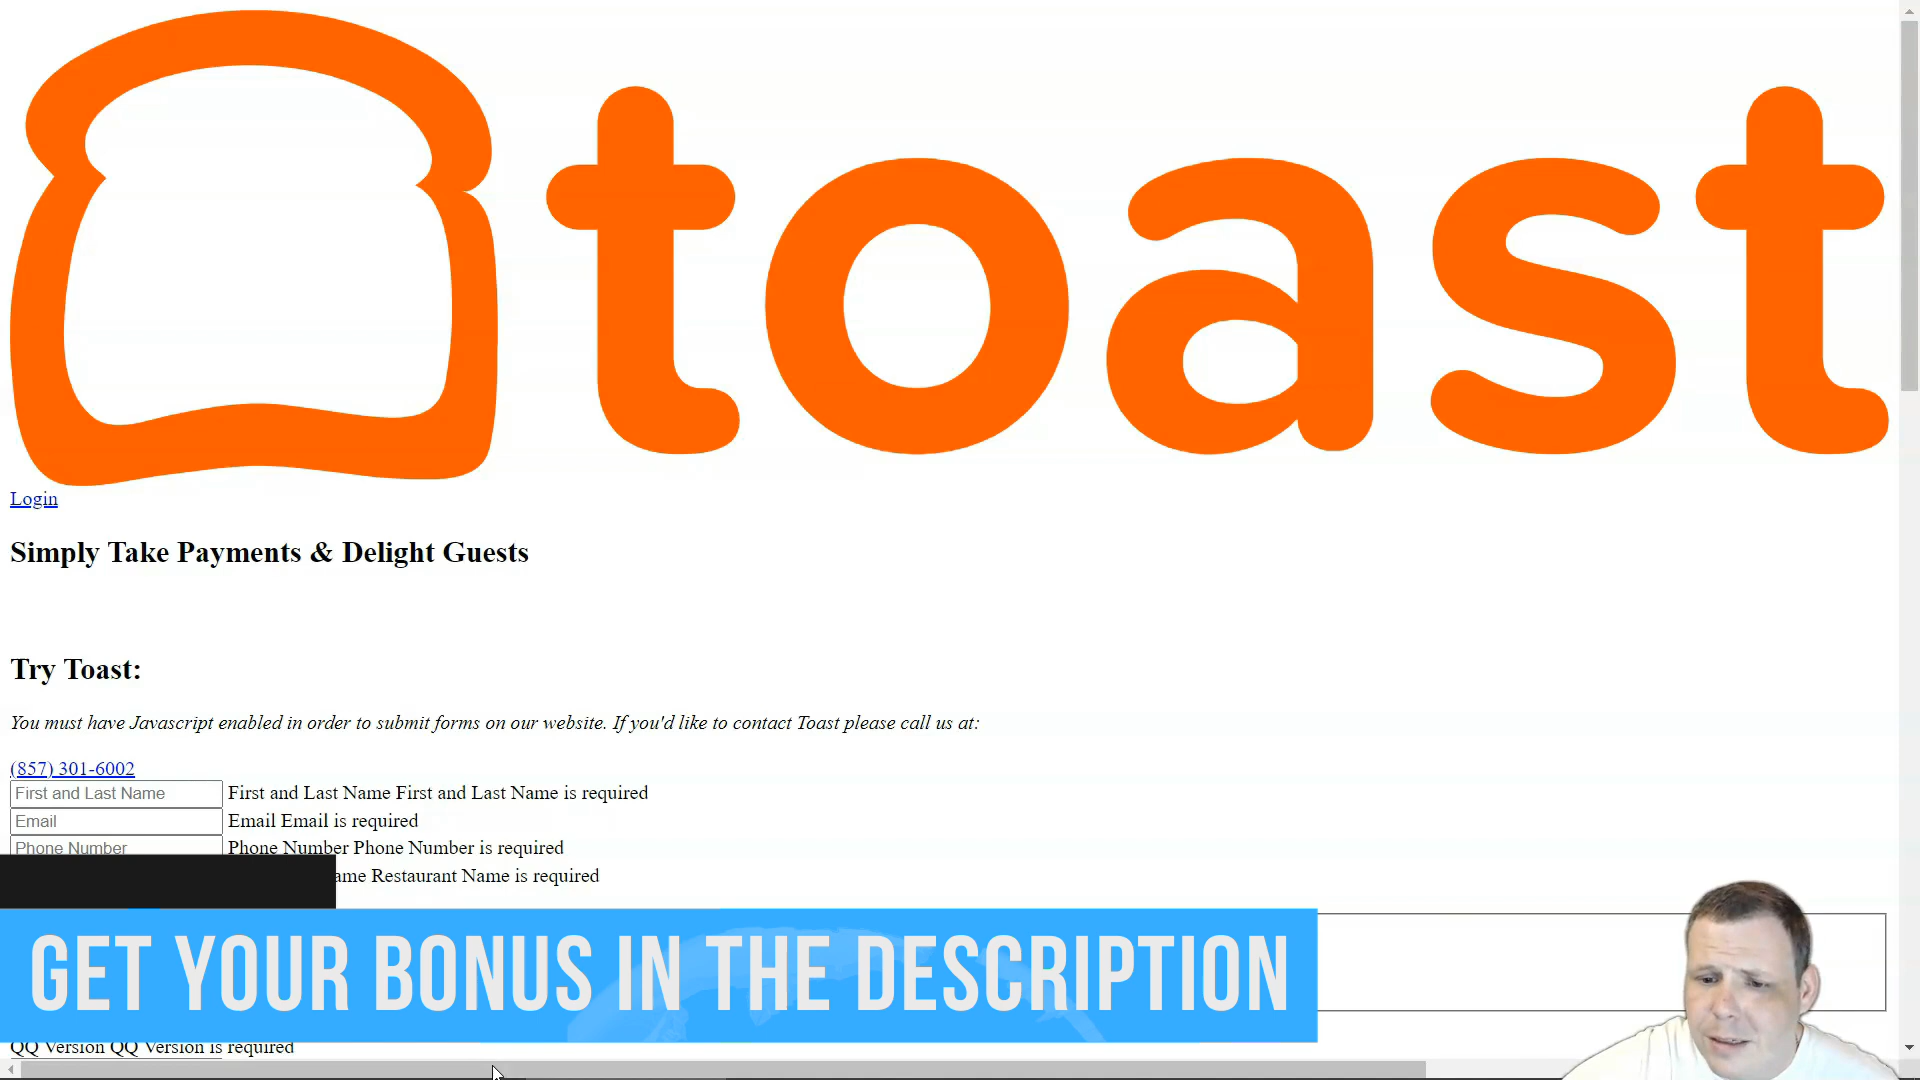 toast
Login
Simply Take Payments & Delight Guests
Try Toast:
You must have Javascript enabled in order to submit forms on our website. If you'd like to contact Toast please call us at:
(857) 301-6002
First and Last Name First and Last Name First and Last Name is required
Email Email Email is required
Phone Number Phone Number Phone Number is required
Restaurant Name is required
GET YOUR BONUS IN THE DESCRIPTION
QQ Version QQ Version is required